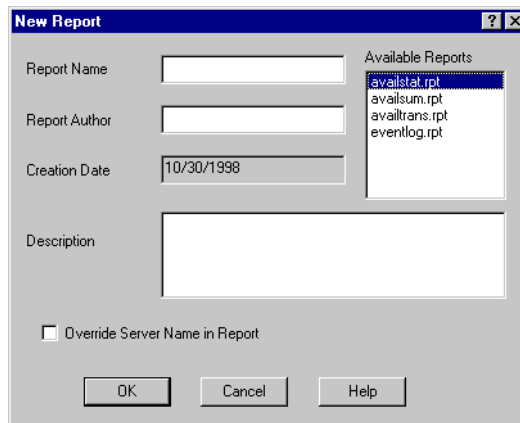 New Report
Report Name
Available Reports
availstat.rpt
availsum.rpt
availtrans.rpt
eventlog.rpt
Report Author
Creation Date
10/30/1998
Description
Override Server Name in Report
OK
Cancel
Help